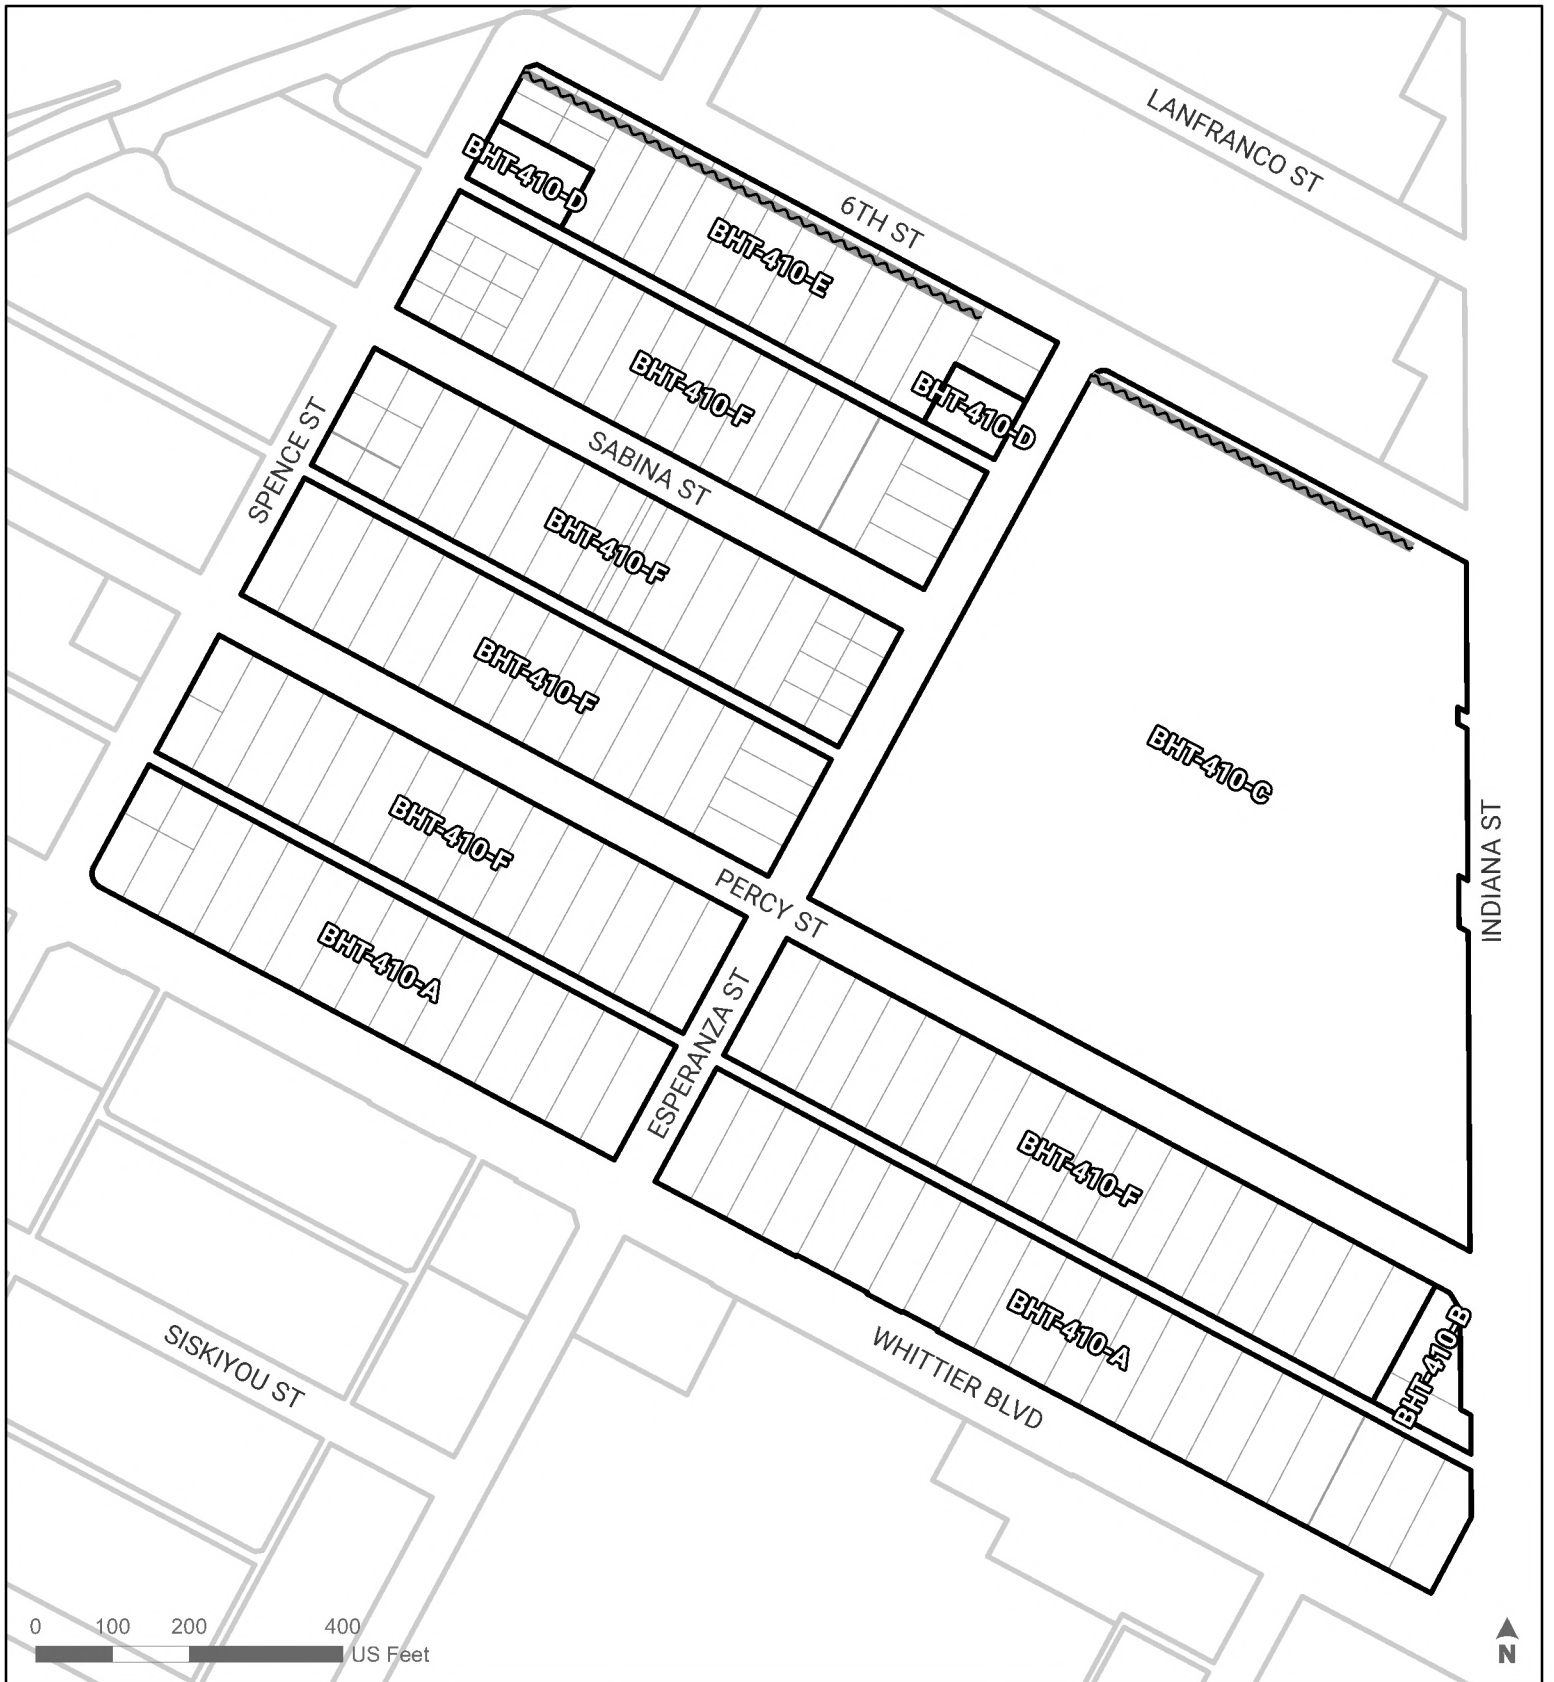 LANFRANCO ST
6TH ST
BHT-410-D
BHT-410-E
BHT-410-F
BHT-410-D
SPENCE ST
SABINA ST
BHT-410-F
BHT-410-F
BHT-410-C
INDIANA ST
BHT-410-F
PERCY ST
BHT-410-A
ESPERANZA ST
BHT-410-F
BHT-410-A
BHT-410-B
SISKIYOU ST
WHITTIER BLVD
0 100 200 400
US Feet
N